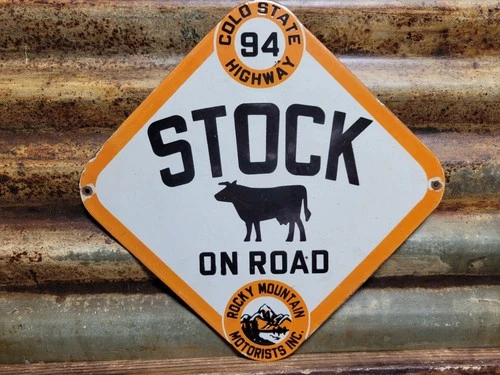 COLO STATE
94
HIGHWAY
STOCK
ON ROAD
ROCKY MOUNTAIN
MOTORISTS INC.